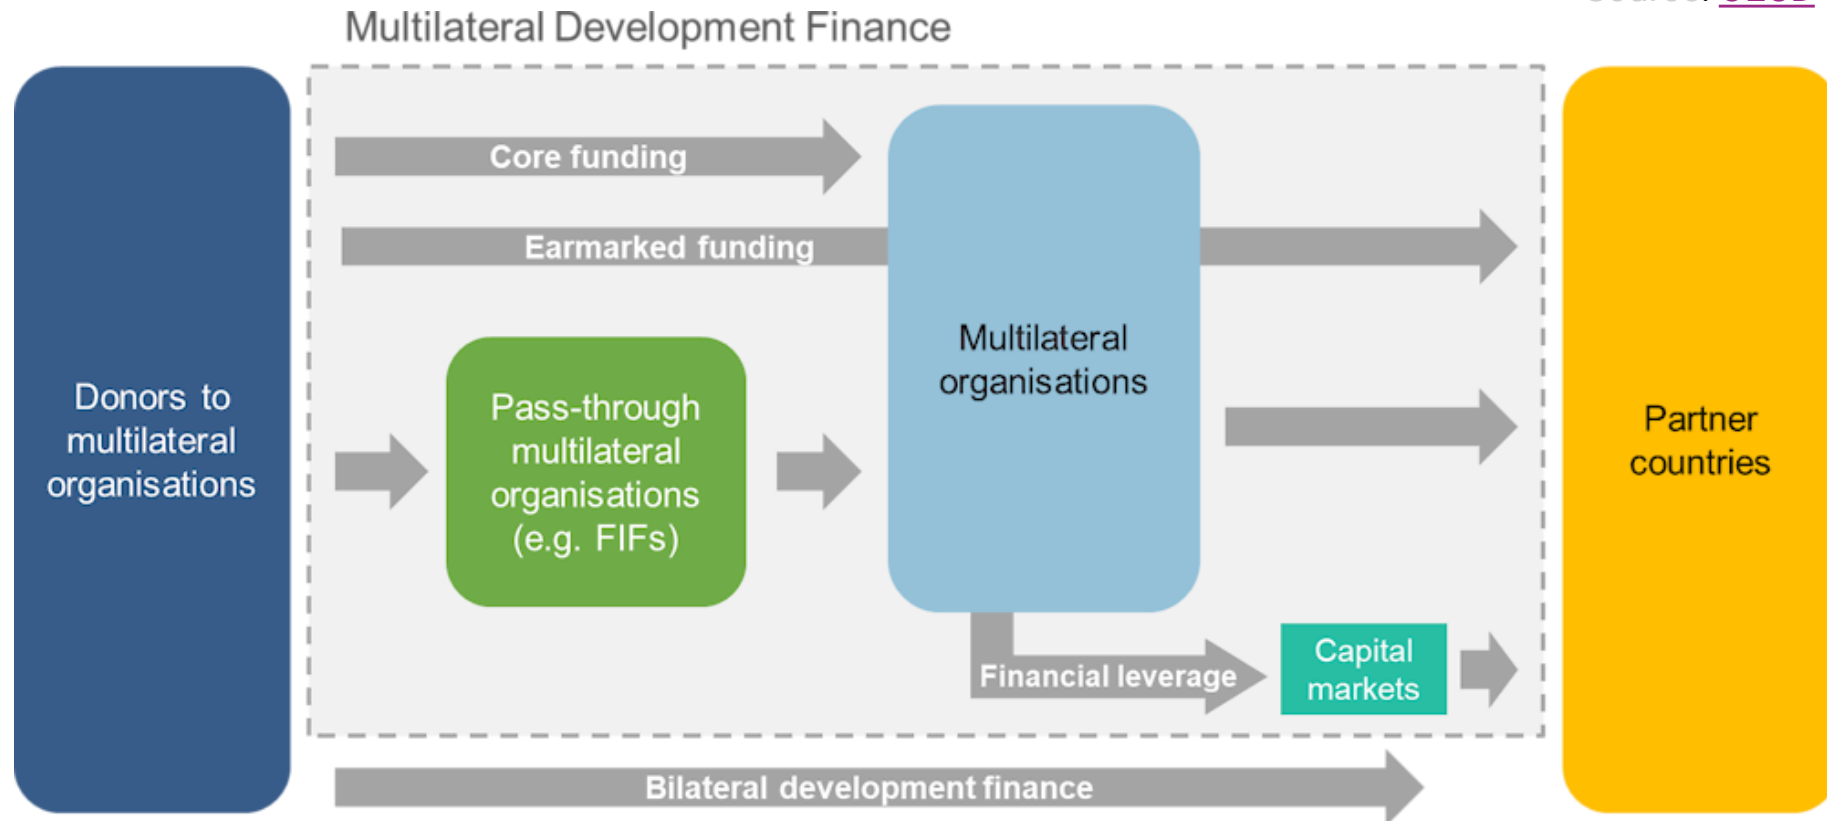 Multilateral Development Finance
Core funding
Earmarked funding
Donors to
multilateral
organisations
Pass-through
multilateral
organisations
(e.g. FIFs)
Multilateral
organisations
Partner
countries
Financial leverage
Capital
markets
Bilateral development finance